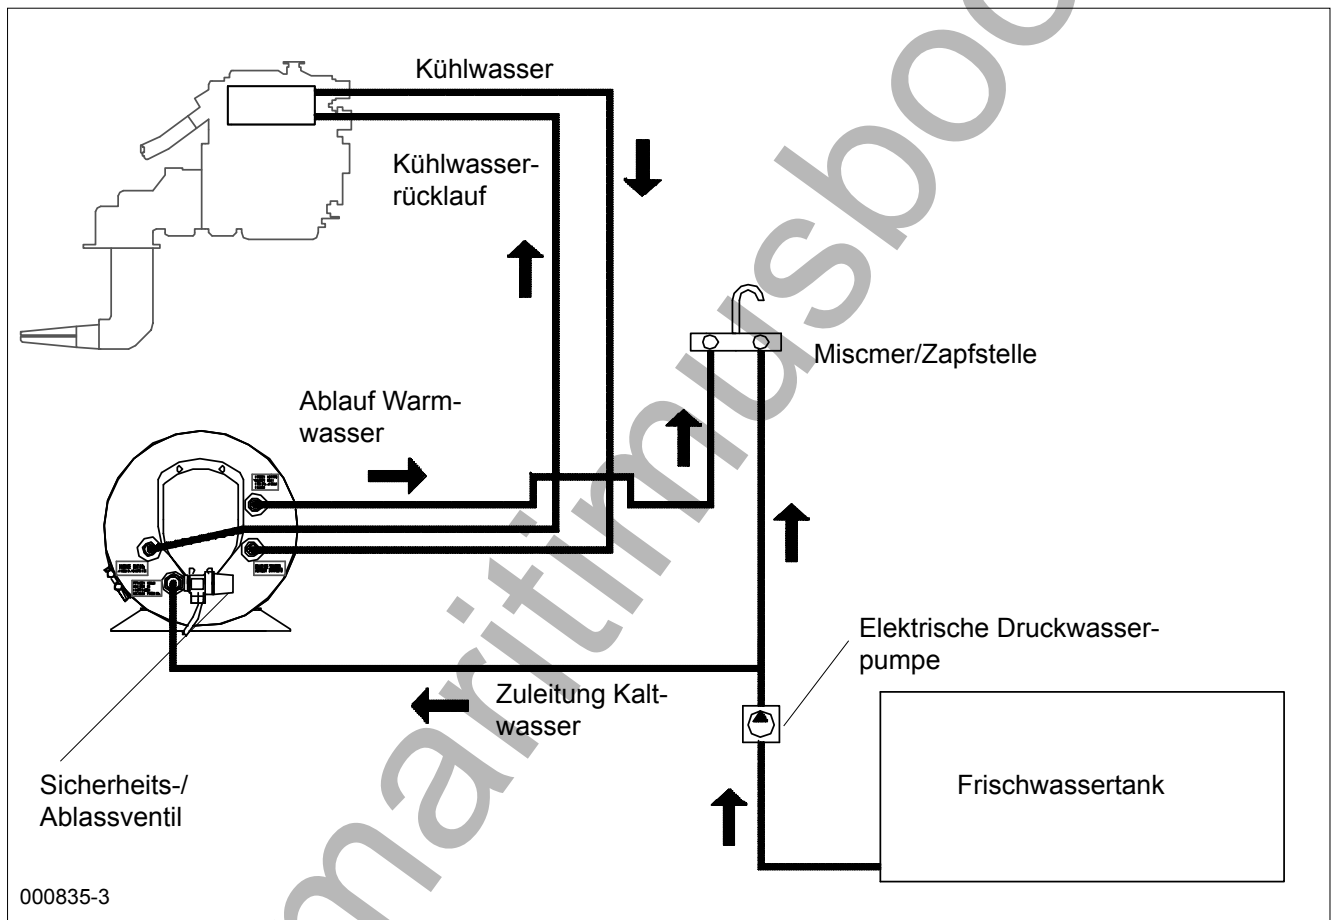 Kühlwasser
Kühlwasser-
rücklauf
Miscmer/Zapfstelle
Ablauf Warm-
wasser
Elektrische Druckwasser-
pumpe
Zuleitung Kalt-
wasser
Sicherheits-/
Ablassventil
Frischwassertank
000835-3